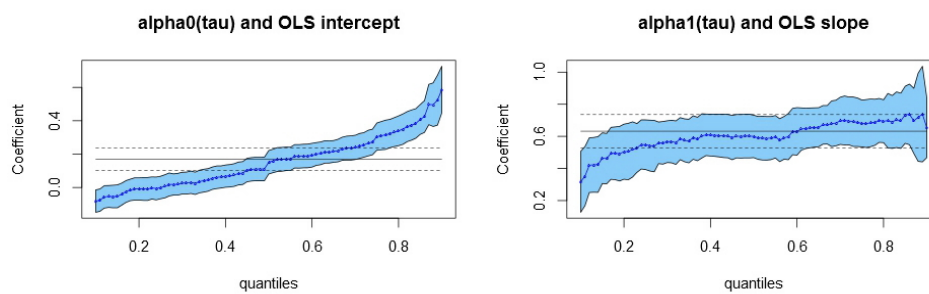 alpha0(tau) and OLS intercept
Coefficient
0.4
0.0
0.2 0.4 0.6 0.8
quantiles
alpha1(tau) and OLS slope
Coefficient
1.0
0.6
0.2
0.2 0.4 0.6 0.8
quantiles